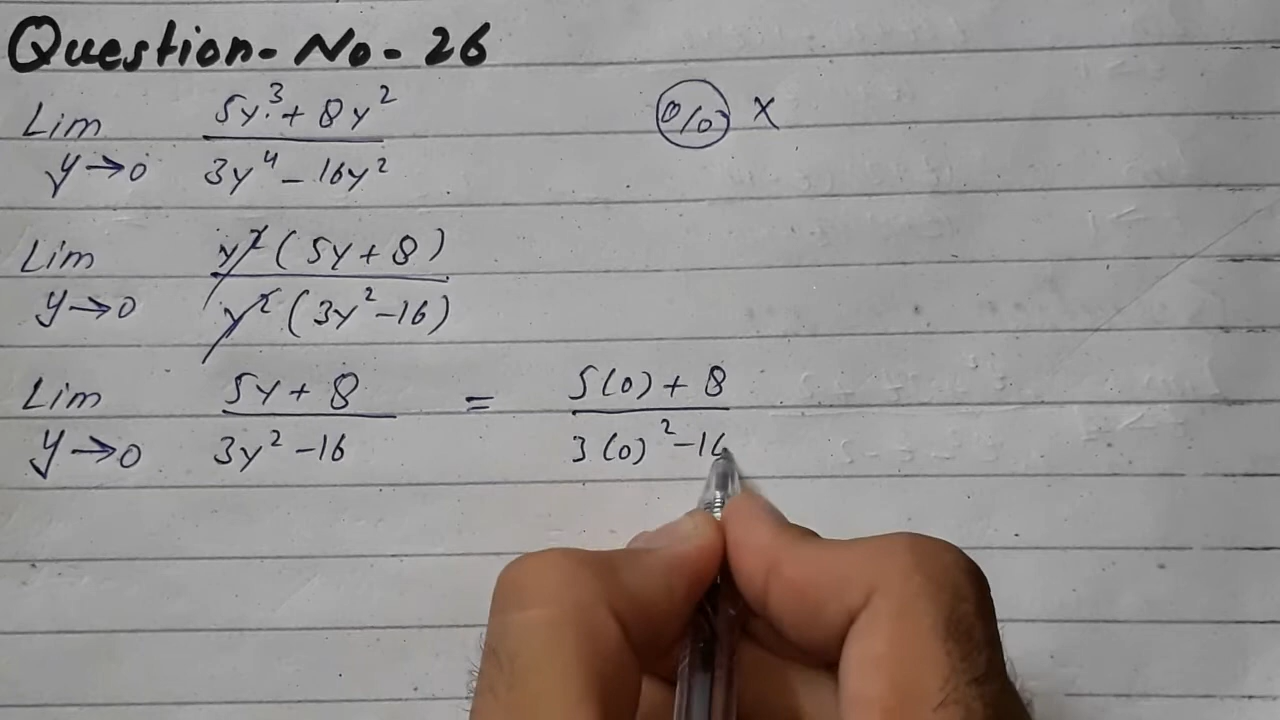 Question-No-26
Lim 5y³ + 8y² 0/0 x
y→0 3y⁴ - 16y²
Lim y²(5y + 8)
y→0 y²(3y² - 16)
Lim 5y + 8 = 5(0) + 8
y→0 3y² - 16 3(0)² - 16